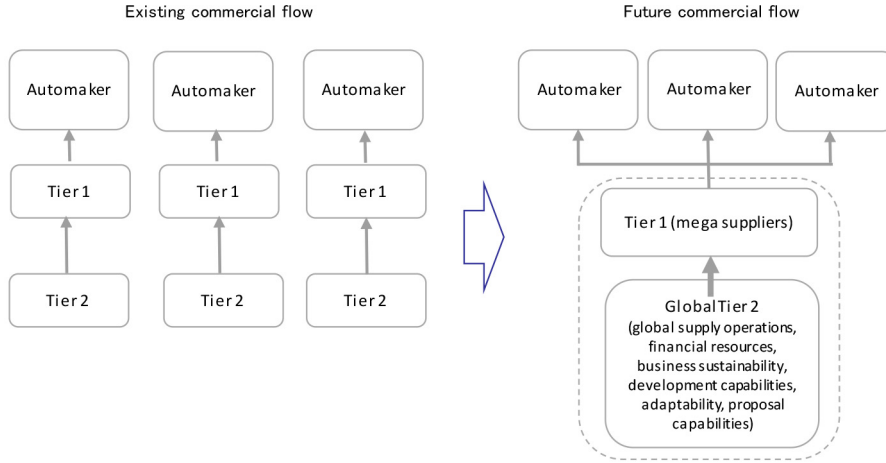 Existing commercial flow
Automaker
Automaker
Automaker
Tier 1
Tier 1
Tier 1
Tier 2
Tier 2
Tier 2
Future commercial flow
Automaker
Automaker
Automaker
Tier 1 (mega suppliers)
Global Tier 2
(global supply operations,
financial resources,
business sustainability,
development capabilities,
adaptability, proposal
capabilities)